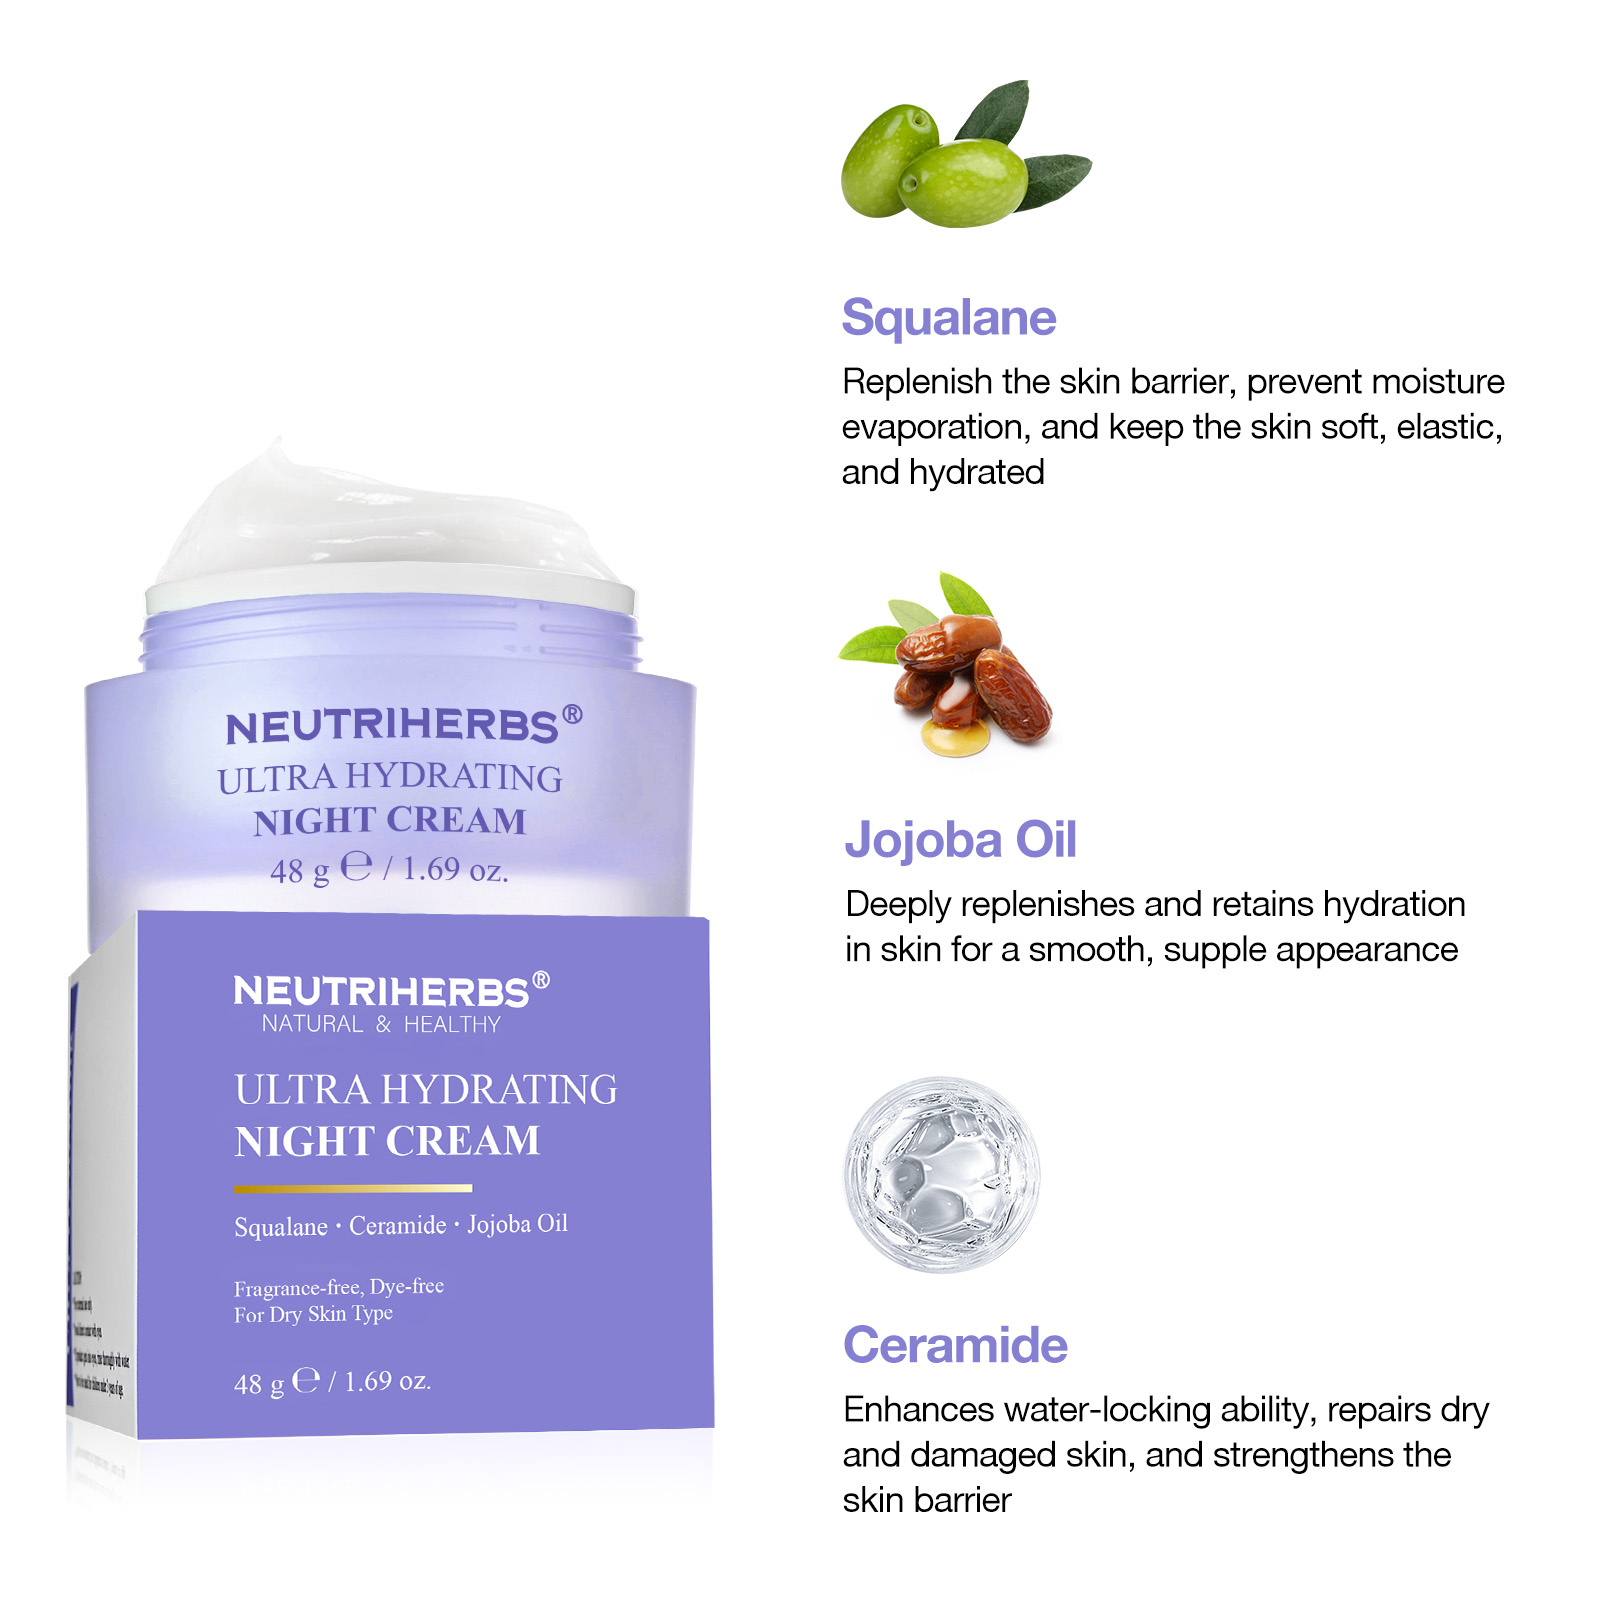 NEUTRIHERBS®
ULTRA HYDRATING
NIGHT CREAM
48 g ℮ / 1.69 oz.
NEUTRIHERBS®
NATURAL & HEALTHY
ULTRA HYDRATING
NIGHT CREAM
Squalane · Ceramide · Jojoba Oil
Fragrance-free, Dye-free
For Dry Skin Type
48 g ℮ / 1.69 oz.
Squalane
Replenish the skin barrier, prevent moisture
evaporation, and keep the skin soft, elastic,
and hydrated
Jojoba Oil
Deeply replenishes and retains hydration
in skin for a smooth, supple appearance
Ceramide
Enhances water-locking ability, repairs dry
and damaged skin, and strengthens the
skin barrier